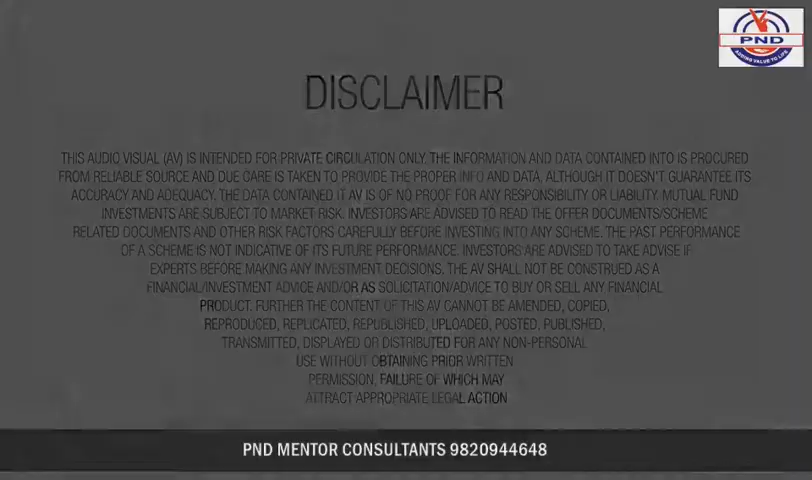 PND
ADDING VALUE TO LIFE
DISCLAIMER
THIS AUDIO VISUAL (AV) IS INTENDED FOR PRIVATE CIRCULATION ONLY. THE INFORMATION AND DATA CONTAINED INTO IS PROCURED
FROM RELIABLE SOURCE AND DUE CARE IS TAKEN TO PROVIDE THE PROPER INFO AND DATA, ALTHOUGH IT DOESN'T GUARANTEE ITS
ACCURACY AND ADEQUACY. THE DATA CONTAINED IT AV IS OF NO PROOF FOR ANY RESPONSIBILITY OR LIABILITY. MUTUAL FUND
INVESTMENTS ARE SUBJECT TO MARKET RISK. INVESTORS ARE ADVISED TO READ THE OFFER DOCUMENTS/SCHEME
RELATED DOCUMENTS AND OTHER RISK FACTORS CAREFULLY BEFORE INVESTING INTO ANY SCHEME. THE PAST PERFORMANCE
OF A SCHEME IS NOT INDICATIVE OF ITS FUTURE PERFORMANCE. INVESTORS ARE ADVISED TO TAKE ADVISE IF
EXPERTS BEFORE MAKING ANY INVESTMENT DECISIONS. THE AV SHALL NOT BE CONSTRUED AS A
FINANCIAL/INVESTMENT ADVICE AND/OR AS SOLICITATION/ADVICE TO BUY OR SELL ANY FINANCIAL
PRODUCT. FURTHER THE CONTENT OF THIS AV CANNOT BE AMENDED, COPIED,
REPRODUCED, REPLICATED, REPUBLISHED, UPLOADED, POSTED, PUBLISHED,
TRANSMITTED, DISPLAYED OR DISTRIBUTED FOR ANY NON-PERSONAL
USE WITHOUT OBTAINING PRIOR WRITTEN
PERMISSION, FAILURE OF WHICH MAY
ATTRACT APPROPRIATE LEGAL ACTION
PND MENTOR CONSULTANTS 9820944648